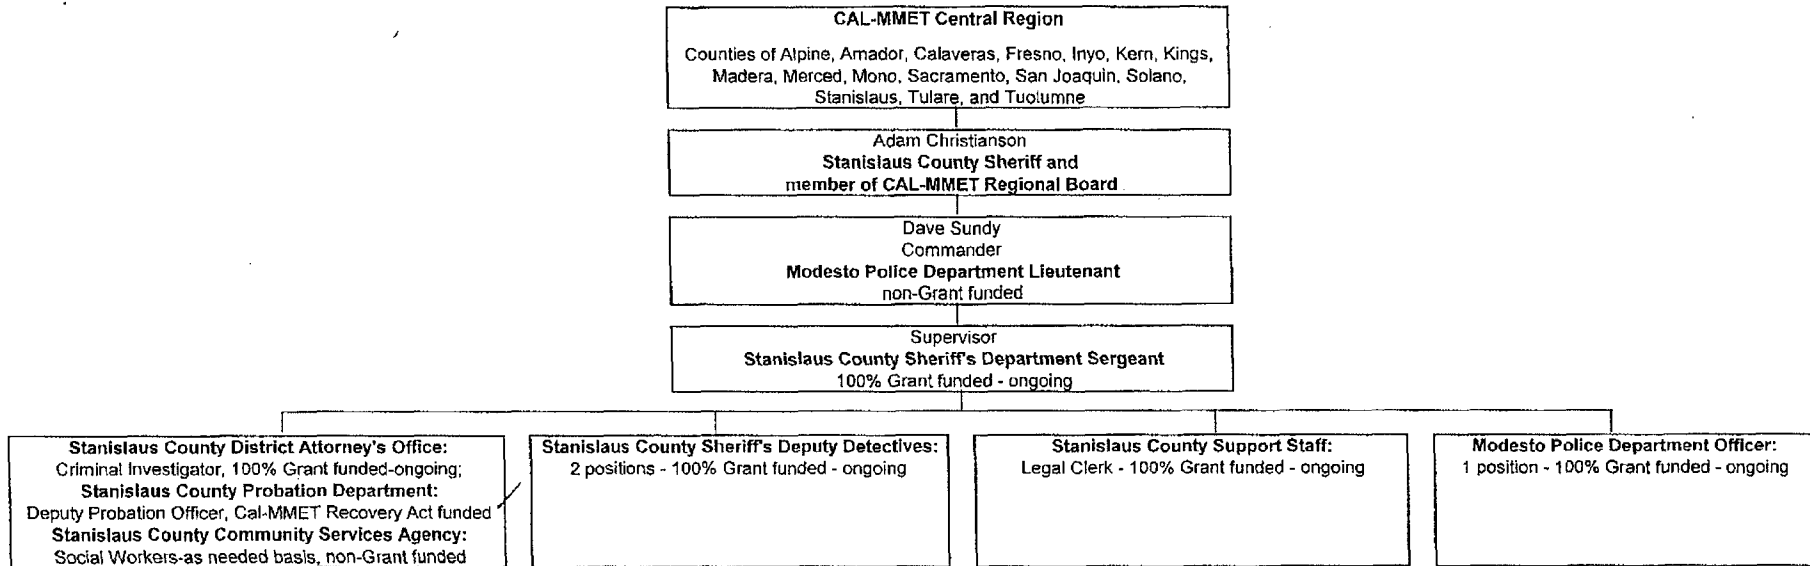 CAL-MMET Central Region
Counties of Alpine, Amador, Calaveras, Fresno, Inyo, Kern, Kings,
Madera, Merced, Mono, Sacramento, San Joaquin, Solano,
Stanislaus, Tulare, and Tuolumne
Adam Christianson
Stanislaus County Sheriff and
member of CAL-MMET Regional Board
Dave Sundy
Commander
Modesto Police Department Lieutenant
non-Grant funded
Supervisor
Stanislaus County Sheriff's Department Sergeant
100% Grant funded - ongoing
Stanislaus County District Attorney's Office:
Criminal Investigator, 100% Grant funded-ongoing;
Stanislaus County Probation Department:
Deputy Probation Officer, Cal-MMET Recovery Act funded
Stanislaus County Community Services Agency:
Social Workers-as needed basis, non-Grant funded
Stanislaus County Sheriff's Deputy Detectives:
2 positions - 100% Grant funded - ongoing
Stanislaus County Support Staff:
Legal Clerk - 100% Grant funded - ongoing
Modesto Police Department Officer:
1 position - 100% Grant funded - ongoing